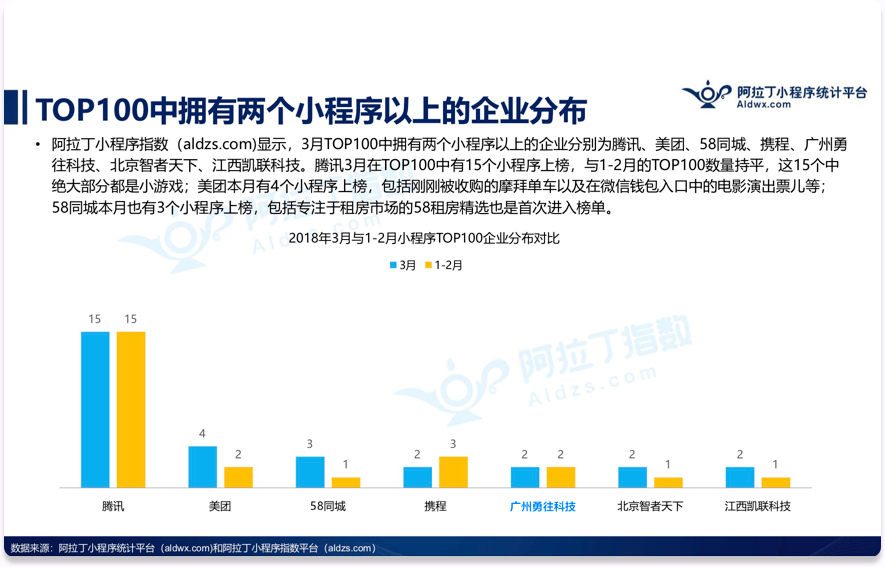 阿拉丁小程序统计平台
Aldwx.com
TOP100中拥有两个小程序以上的企业分布
• 阿拉丁小程序指数（aldzs.com)显示，3月TOP100中拥有两个小程序以上的企业分别为腾讯、美团、58同城、携程、广州勇
往科技、北京智者天下、江西凯联科技。腾讯3月在TOP100中有15个小程序上榜，与1-2月的TOP100数量持平，这15个中
绝大部分都是小游戏；美团本月有4个小程序上榜，包括刚刚被收购的摩拜单车以及在微信钱包入口中的电影演出票儿等；
58同城本月也有3个小程序上榜，包括专注于租房市场的58租房精选也是首次进入榜单。
阿拉丁指数
Aldzs.com
2018年3月与1-2月小程序TOP100企业分布对比
3月 1-2月
阿拉丁指数
Aldzs.com
15 15
4 2
3 1
2 3
2 2
2 1
2 1
腾讯 美团 58同城 携程 广州勇往科技 北京智者天下 江西凯联科技
数据来源：阿拉丁小程序统计平台（aldwx.com)和阿拉丁小程序指数平台（aldzs.com）